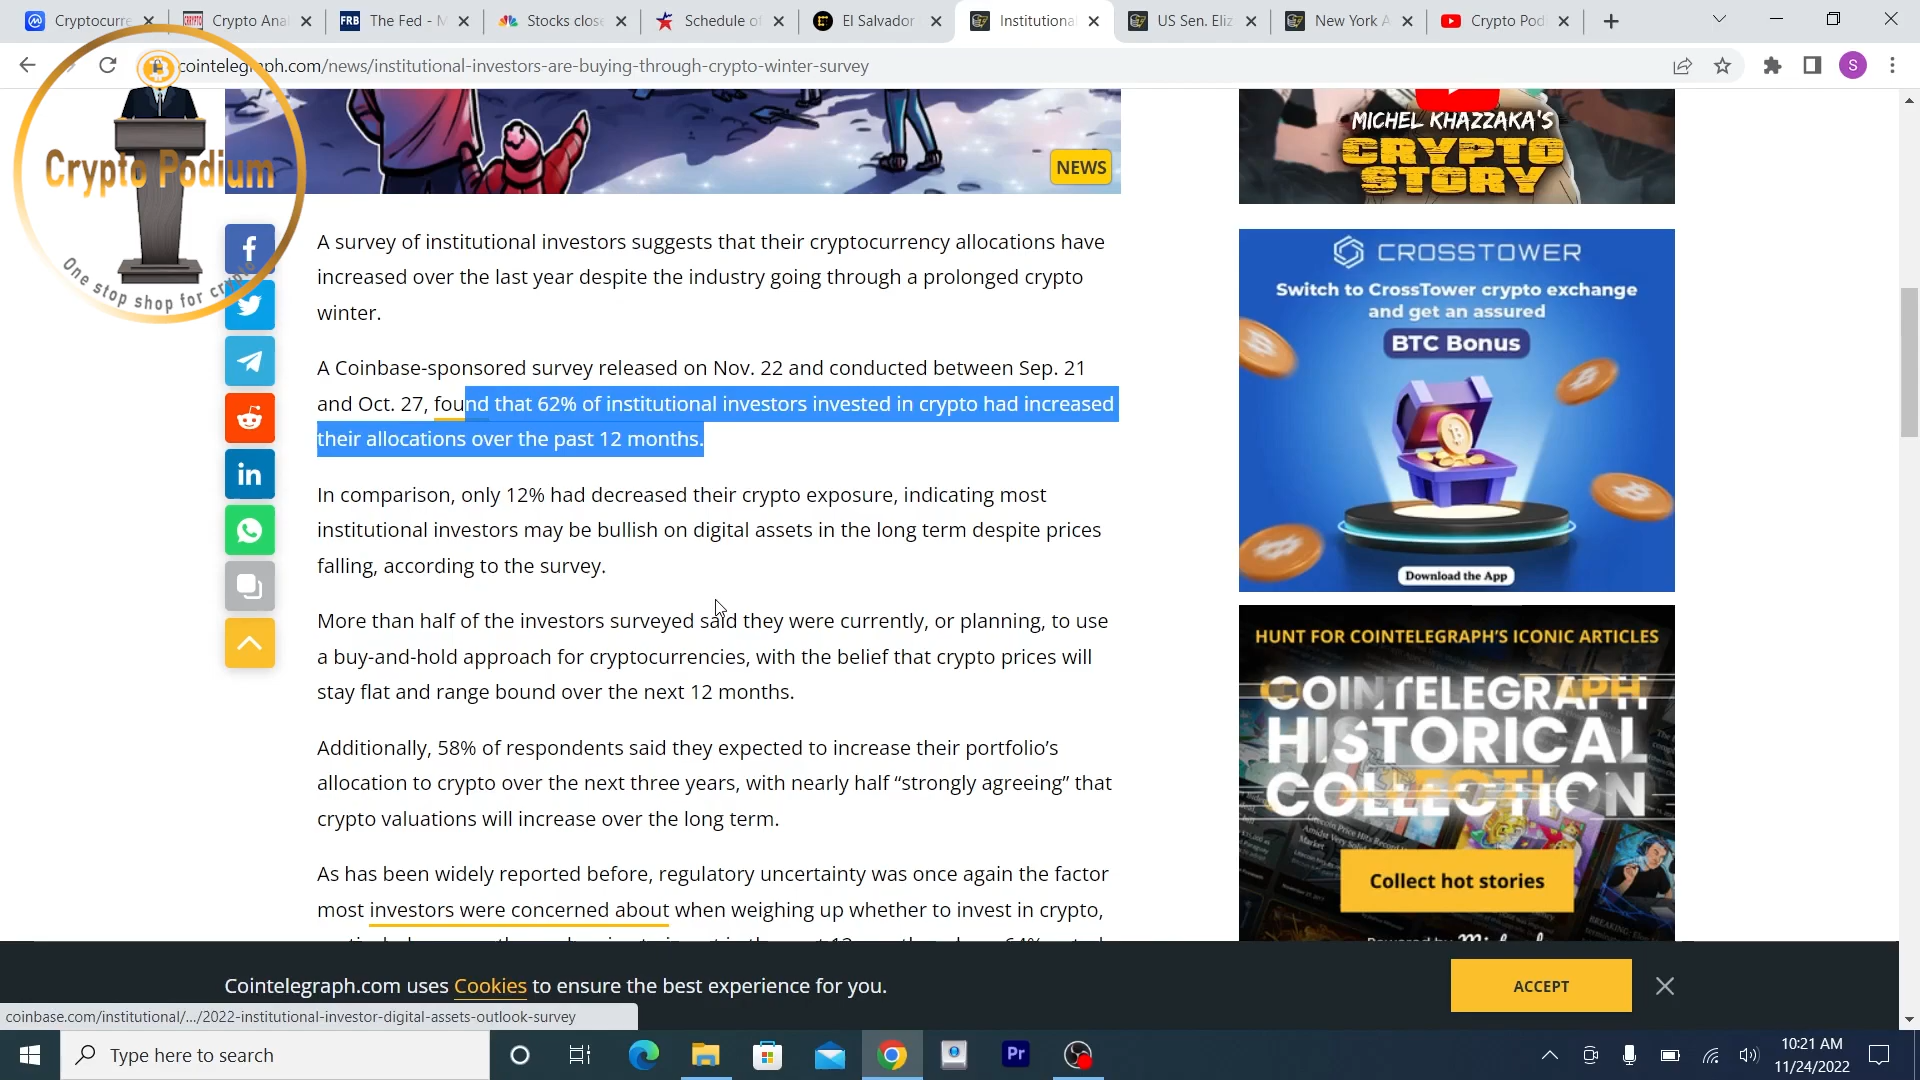 Cryptocurre
Crypto Anal
FRB
The Fed - M
Stocks close
Schedule of
El Salvador
Institutiona
US Sen. Eliz
New York A
Crypto Pod
cointelegraph.com/news/institutional-investors-are-buying-through-crypto-winter-survey
S
Crypto Podium
One stop shop for crypto
NEWS
A survey of institutional investors suggests that their cryptocurrency allocations have
increased over the last year despite the industry going through a prolonged crypto
winter.
A Coinbase-sponsored survey released on Nov. 22 and conducted between Sep. 21
and Oct. 27, found that 62% of institutional investors invested in crypto had increased
their allocations over the past 12 months.
In comparison, only 12% had decreased their crypto exposure, indicating most
institutional investors may be bullish on digital assets in the long term despite prices
falling, according to the survey.
More than half of the investors surveyed said they were currently, or planning, to use
a buy-and-hold approach for cryptocurrencies, with the belief that crypto prices will
stay flat and range bound over the next 12 months.
Additionally, 58% of respondents said they expected to increase their portfolio’s
allocation to crypto over the next three years, with nearly half “strongly agreeing” that
crypto valuations will increase over the long term.
As has been widely reported before, regulatory uncertainty was once again the factor
most investors were concerned about when weighing up whether to invest in crypto,
MICHEL KHAZZAKA'S
CRYPTO
STORY
CROSSTOWER
Switch to CrossTower crypto exchange
and get an assured
BTC Bonus
Download the App
HUNT FOR COINTELEGRAPH'S ICONIC ARTICLES
COINTELEGRAPH
HISTORICAL
COLLECTION
Collect hot stories
Cointelegraph.com uses Cookies to ensure the best experience for you.
ACCEPT
coinbase.com/institutional/.../2022-institutional-investor-digital-assets-outlook-survey
Type here to search
Pr
10:21 AM
11/24/2022